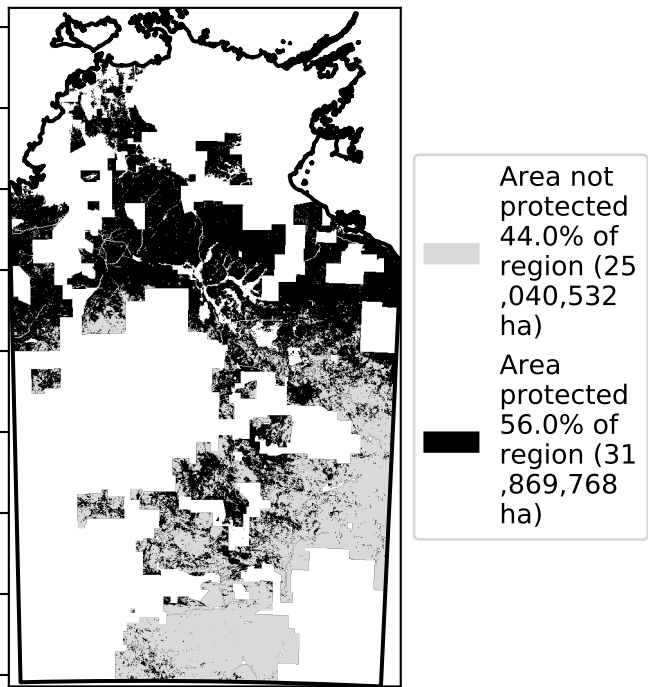 Area not
protected
44.0% of
region (25
,040,532
ha)
Area
protected
56.0% of
region (31
,869,768
ha)